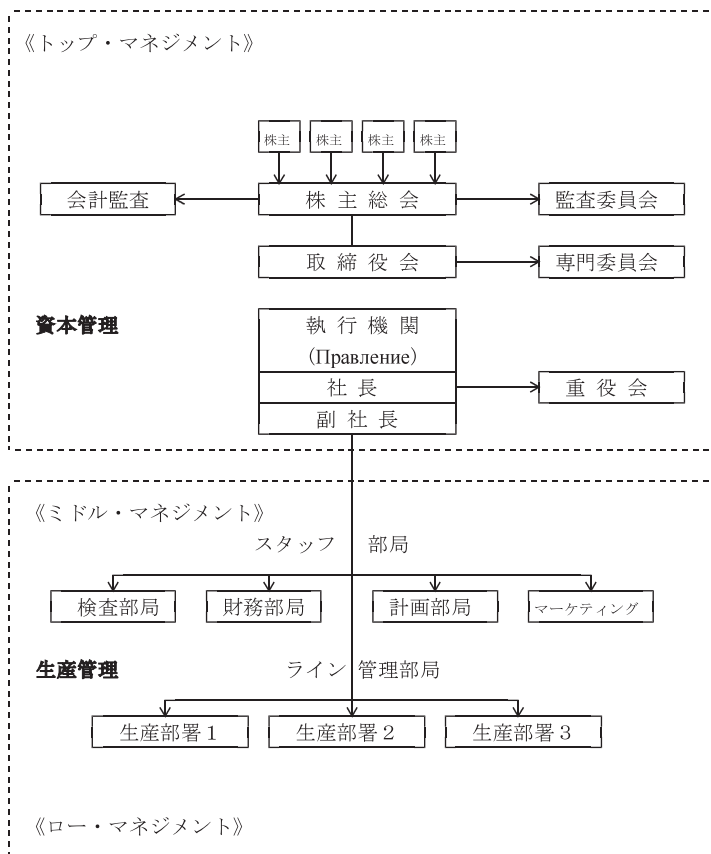 《トップ・マネジメント》
株主 株主 株主 株主
会計監査 株主総会 監査委員会
取締役会 専門委員会
資本管理
執行機関
(Правление)
社長 重役会
副社長
《ミドル・マネジメント》
スタッフ 部局
検査部局 財務部局 計画部局 マーケティング
生産管理 ライン 管理部局
生産部署1 生産部署2 生産部署3
《ロー・マネジメント》